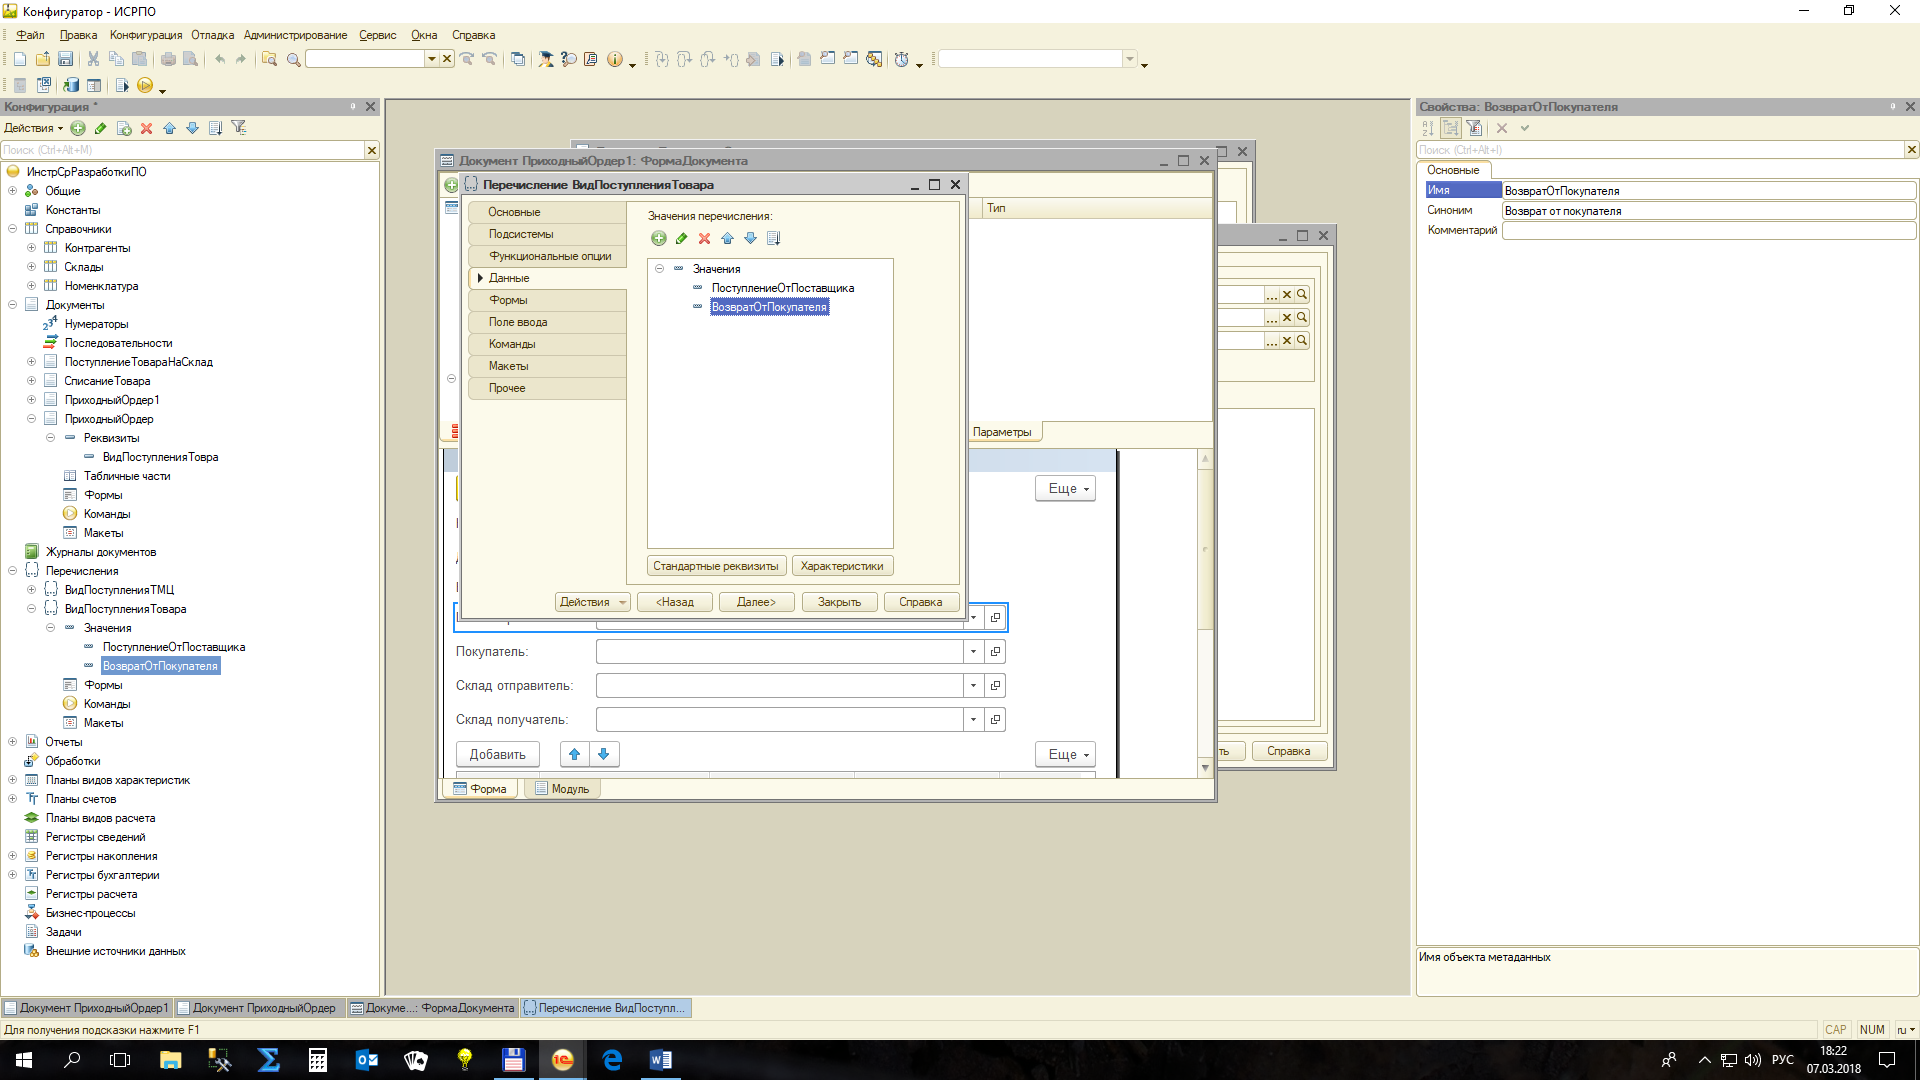 Конфигуратор - ИСРПО
Файл Правка Конфигурация Отладка Администрирование Сервис Окна Справка
Конфигурация *
Действия
Поиск (Ctrl+Alt+M)
ИнстрСрРазработкиПО
Общие
Константы
Справочники
Контрагенты
Склады
Номенклатура
Документы
Нумераторы
Последовательности
ПоступлениеТовараНаСклад
СписаниеТовара
ПриходныйОрдер1
ПриходныйОрдер
Реквизиты
ВидПоступленияТовра
Табличные части
Формы
Команды
Макеты
Журналы документов
Перечисления
ВидПоступленияТМЦ
ВидПоступленияТовара
Значения
ПоступлениеОтПоставщика
ВозвратОтПокупателя
Формы
Команды
Макеты
Отчеты
Обработки
Планы видов характеристик
Планы счетов
Планы видов расчета
Регистры сведений
Регистры накопления
Регистры бухгалтерии
Регистры расчета
Бизнес-процессы
Задачи
Внешние источники данных
Документ ПриходныйОрдер1: ФормаДокумента
Тип
Параметры
Перечисление ВидПоступленияТовара
Основные
Подсистемы
Функциональные опции
Данные
Формы
Поле ввода
Команды
Макеты
Прочее
Значения перечисления:
Значения
ПоступлениеОтПоставщика
ВозвратОтПокупателя
Стандартные реквизиты Характеристики
Действия <Назад Далее> Закрыть Справка
Еще
Покупатель:
Склад отправитель:
Склад получатель:
Добавить Еще
Форма Модуль
ть Справка
Свойства: ВозвратОтПокупателя
Поиск (Ctrl+Alt+I)
Основные
Имя ВозвратОтПокупателя
Синоним Возврат от покупателя
Комментарий
Имя объекта метаданных
Документ ПриходныйОрдер1 Документ ПриходныйОрдер Докуме...: ФормаДокумента Перечисление ВидПоступл...
Для получения подсказки нажмите F1
CAP NUM ru
РУС
18:22
07.03.2018